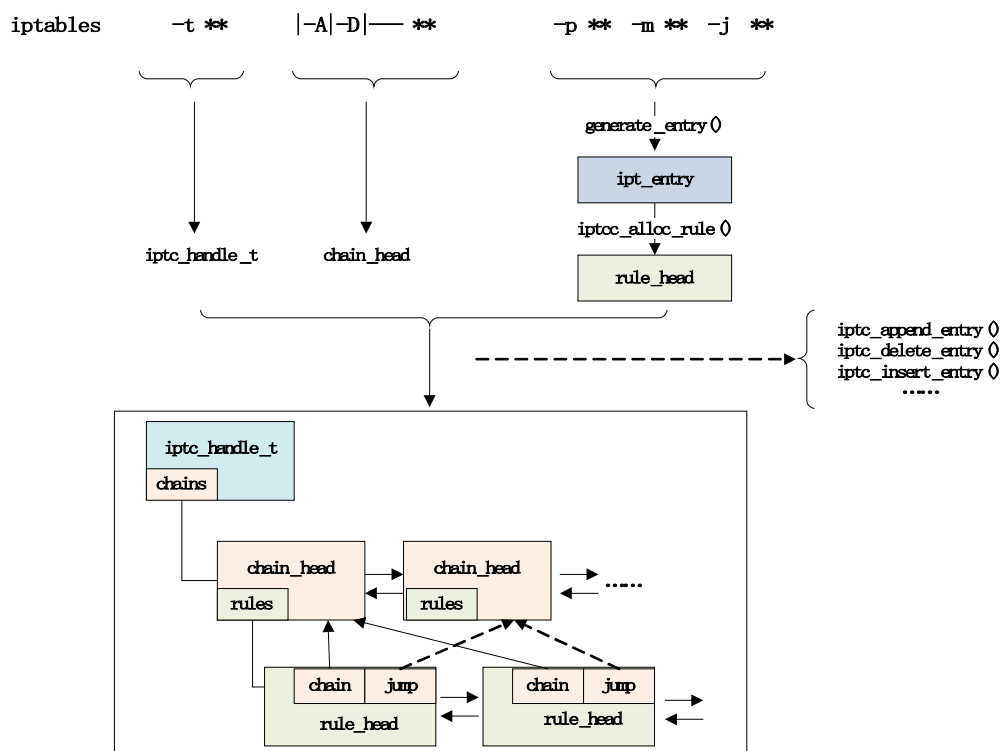 iptables -t ** |-A|-D|—— ** -p ** -m ** -j **
generate_entry()
ipt_entry
iptcc_alloc_rule()
iptc_handle_t chain_head
rule_head
iptc_append_entry()
iptc_delete_entry()
iptc_insert_entry()
……
iptc_handle_t
chains
chain_head chain_head
……
rules rules
chain jump chain jump
rule_head rule_head